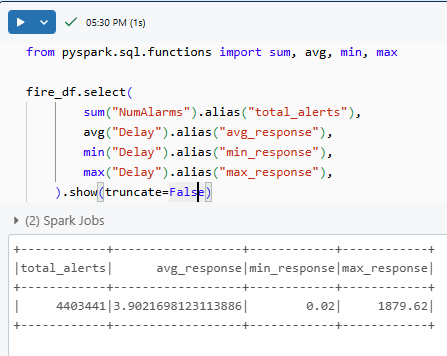 05:30 PM (1s)
from pyspark.sql.functions import sum, avg, min, max
fire_df.select(
sum("NumAlarms").alias("total_alerts"),
avg("Delay").alias("avg_response"),
min("Delay").alias("min_response"),
max("Delay").alias("max_response"),
).show(truncate=False)
(2) Spark Jobs
+------------+------------------+------------+------------+
|total_alerts|      avg_response|min_response|max_response|
+------------+------------------+------------+------------+
|     4403441|3.9021698123113886|        0.02|     1879.62|
+------------+------------------+------------+------------+